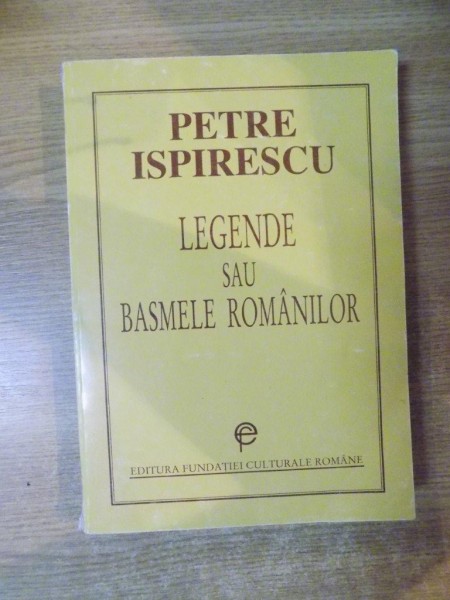 PETRE
ISPIRESCU
LEGENDE
SAU
BASMELE ROMÂNILOR
EDITURA FUNDAȚIEI CULTURALE ROMÂNE